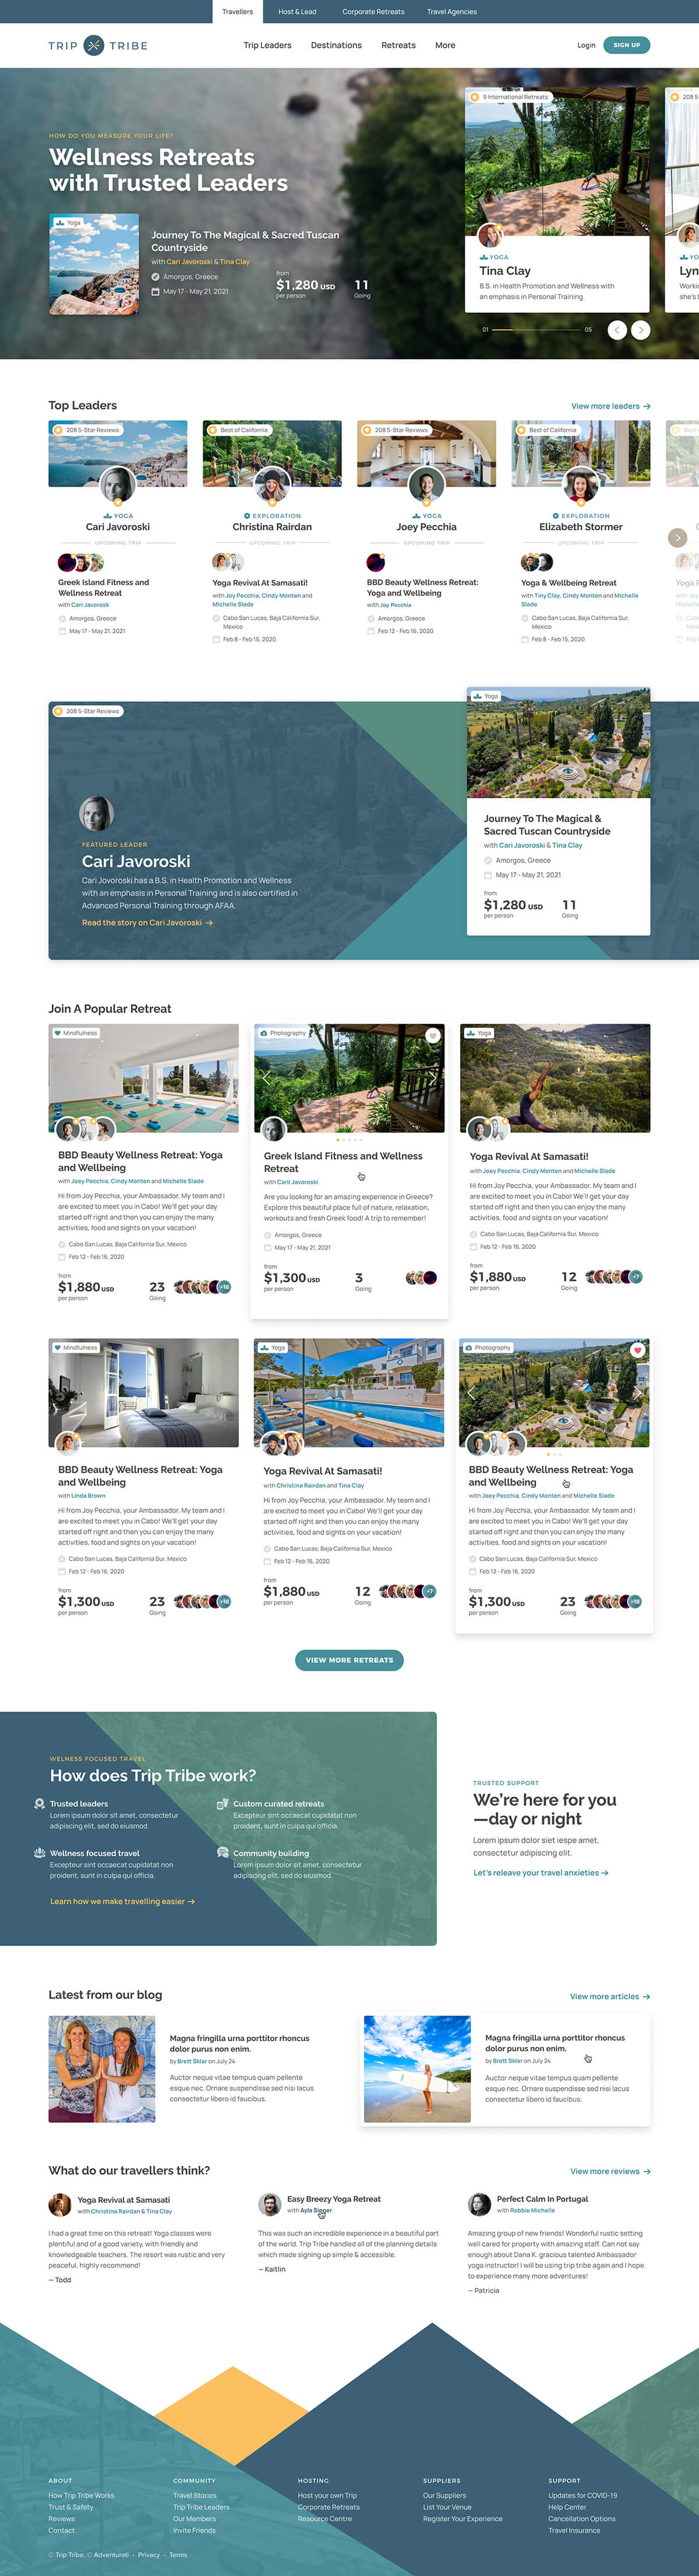 Travellers
Host & Lead
Corporate Retreats
Travel Agencies
TRIP TRIBE
Trip Leaders
Destinations
Retreats
More
Login
SIGN UP
HOW DO YOU MEASURE YOUR LIFE?
Wellness Retreats
with Trusted Leaders
Yoga
Journey To The Magical & Sacred Tuscan
Countryside
with Cari Javoroski & Tina Clay
Amorgos, Greece
May 17 - May 21, 2021
from
$1,280 USD
per person
11
Going
9 International Retreats
YOGA
Tina Clay
B.S. in Health Promotion and Wellness with
an emphasis in Personal Training.
208 5
YO
Lyn
Worki
she's
01
05
Top Leaders
View more leaders
208 5-Star Reviews
YOGA
Cari Javoroski
UPCOMING TRIP
Greek Island Fitness and
Wellness Retreat
with Cari Javorosk
Amorgos, Greece
May 17 - May 21, 2021
Best of California
EXPLORATION
Christina Rairdan
UPCOMING TRIP
Yoga Revival At Samasati!
with Joy Pecchia, Cindy Monten and
Michelle Slade
Cabo San Lucas, Baja California Sur,
Mexico
Feb 8 - Feb 15, 2020
208 5-Star Reviews
YOGA
Joey Pecchia
UPCOMING TRIP
BBD Beauty Wellness Retreat:
Yoga and Wellbeing
with Joy Pecchia
Amorgos, Greece
Feb 12 - Feb 16, 2020
Best of California
EXPLORATION
Elizabeth Stormer
UPCOMING TRIP
Yoga & Wellbeing Retreat
with Tiny Clay, Cindy Monten and Michelle
Slade
Cabo San Lucas, Baja California Sur,
Mexico
Feb 8 - Feb 15, 2020
208 5-Star Reviews
FEATURED LEADER
Cari Javoroski
Cari Jovoroski has a B.S. in Health Promotion and Wellness
with an emphasis in Personal Training and is also certified in
Advanced Personal Training through AFAA.
Read the story on Cari Javoroski
Yoga
Journey To The Magical &
Sacred Tuscan Countryside
with Cari Javoroski & Tina Clay
Amorgos, Greece
May 17 - May 21, 2021
from
$1,280 USD
per person
11
Going
Join A Popular Retreat
Mindfulness
BBD Beauty Wellness Retreat: Yoga
and Wellbeing
with Joey Pecchia, Cindy Monten and Michelle Slade
Hi from Joy Pecchia, your Ambassador. My team and I
are excited to meet you in Cabo! We'll get your day
started off right and then you can enjoy the many
activities, food and sights on your vacation!
Cabo San Lucas, Baja California Sur, Mexico
Feb 12 - Feb 16, 2020
from
$1,880 USD
per person
23
Going
+18
Photography
Greek Island Fitness and Wellness
Retreat
with Carli Javoroski
Are you looking for an amazing experience in Greece?
Explore this beautiful place full of nature, relaxation,
workouts and fresh Greek food! A trip to remember!
Amorgos, Greece
May 17 - May 21, 2021
from
$1,300 USD
per person
3
Going
Yoga
Yoga Revival At Samasati!
with Joey Pecchia, Cindy Monten and Michelle Slade
Hi from Joy Pecchia, your Ambassador. My team and I
are excited to meet you in Cabo! We'll get your day
started off right and then you can enjoy the many
activities, food and sights on your vacation!
Cabo San Lucas, Baja California Sur, Mexico
Feb 12 - Feb 16, 2020
from
$1,880 USD
per person
12
Going
+7
Mindfulness
BBD Beauty Wellness Retreat: Yoga
and Wellbeing
with Linda Brown
Hi from Joy Pecchia, your Ambassador. My team and I
are excited to meet you in Cabo! We'll get your day
started off right and then you can enjoy the many
activities, food and sights on your vacation!
Cabo San Lucas, Baja California Sur, Mexico
Feb 12 - Feb 16, 2020
from
$1,300 USD
per person
23
Going
+18
Yoga
Yoga Revival At Samasati!
with Christina Rairdan and Tina Clay
Hi from Joy Pecchia, your Ambassador. My team and I
are excited to meet you in Cabo! We'll get your day
started off right and then you can enjoy the many
activities, food and sights on your vacation!
Cabo San Lucas, Baja California Sur, Mexico
Feb 12 - Feb 16, 2020
from
$1,880 USD
per person
12
Going
+7
Photography
BBD Beauty Wellness Retreat: Yoga
and Wellbeing
with Joey Pecchia, Cindy Monten and Michelle Slade
Hi from Joy Pecchia, your Ambassador. My team and I
are excited to meet you in Cabo! We'll get your day
started off right and then you can enjoy the many
activities, food and sights on your vacation!
Cabo San Lucas, Baja California Sur, Mexico
Feb 12 - Feb 16, 2020
from
$1,300 USD
per person
23
Going
+18
VIEW MORE RETREATS
WELNESS FOCUSED TRAVEL
How does Trip Tribe work?
Trusted leaders
Lorem ipsum dolor sit amet, consectetur
adipiscing elit, sed do eiusmod.
Custom curated retreats
Excepteur sint occaecat cupidatat non
proident, sunt in culpa qui officia.
Wellness focused travel
Excepteur sint occaecat cupidatat non
proident, sunt in culpa qui officia.
Community building
Lorem ipsum dolor sit amet, consectetur
adipiscing elit, sed do eiusmod.
Learn how we make travelling easier
TRUSTED SUPPORT
We're here for you
—day or night
Lorem ipsum dolor siet iespe amet,
consectetur adipiscing elit.
Let's releave your travel anxieties
Latest from our blog
View more articles
Magna fringilla urna porttitor rhoncus
dolor purus non enim.
by Brett Sklar on July 24
Auctor neque vitae tempus quam pellente
esque nec. Ornare suspendisse sed nisi lacus
consectetur libero id faucibus.
Magna fringilla urna porttitor rhoncus
dolor purus non enim.
by Brett Sklar on July 24
Auctor neque vitae tempus quam pellente
esque nec. Ornare suspendisse sed nisi lacus
consectetur libero id faucibus.
What do our travellers think?
View more reviews
Yoga Revival at Samasati
with Christina Rairdan & Tina Clay
I had a great time on this retreat! Yoga classes were
plentiful and of a good variety, with friendly and
knowledgeable teachers. The resort was rustic and very
peaceful, highly recommend!
— Todd
Easy Breezy Yoga Retreat
with Ayla Singer
This was such an incredible experience in a beautiful part
of the world. Trip Tribe handled all of the planning details
which made signing up simple & accessible.
— Kaitlin
Perfect Calm In Portugal
with Robbie Michelle
Amazing group of new friends! Wonderful rustic setting
well cared for property with amazing staff. Can not say
enough about Dana K. gracious talented Ambassador
yoga instructor! I will be using trip tribe again and I hope
to experience many more adventures!
— Patricia
ABOUT
How Trip Tribe Works
Trust & Safety
Reviews
Contact
COMMUNITY
Travel Stories
Trip Tribe Leaders
Our Members
Invite Friends
HOSTING
Host your own Trip
Corporate Retreats
Resource Centre
SUPPLIERS
Our Suppliers
List Your Venue
Register Your Experience
SUPPORT
Updates for COVID-19
Help Center
Cancellation Options
Travel Insurance
© Trip Tribe, © Adventurati • Privacy • Terms